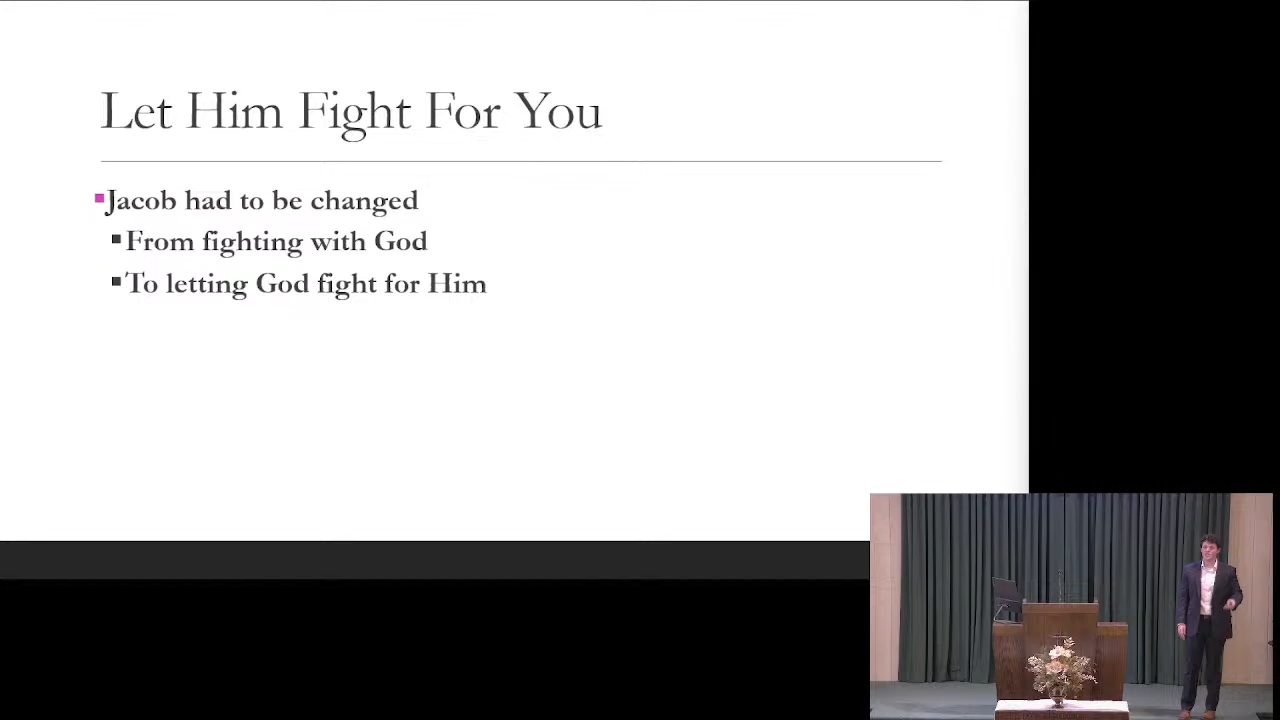 Let Him Fight For You
Jacob had to be changed
From fighting with God
To letting God fight for Him